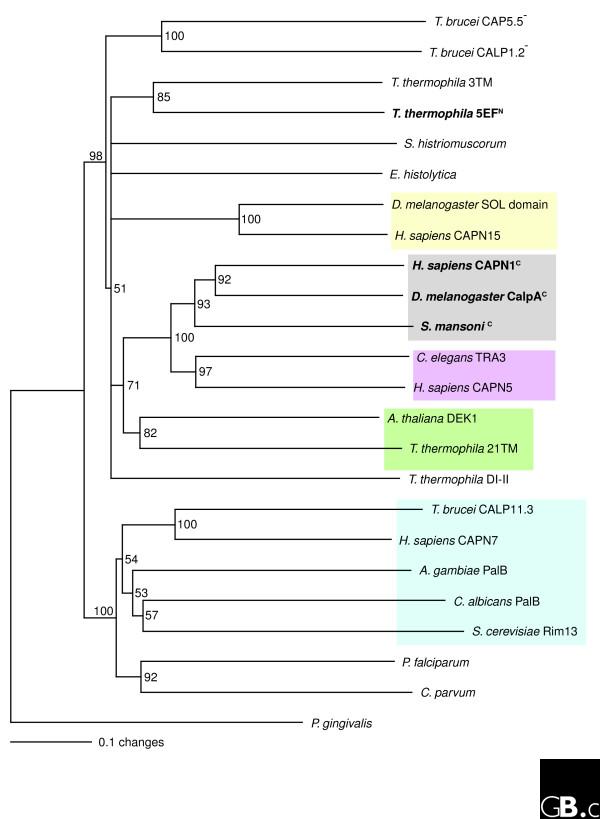 T. brucei CAP5.5-
100
T. brucei CALP1.2-
T. thermophila 3TM
85
T. thermophila 5EFN
S. histriomuscorum
98
E. histolytica
D. melanogaster SOL domain
100
H. sapiens CAPN15
H. sapiens CAPN1C
92
D. melanogaster CalpAC
51
93
S. mansoni C
100
C. elegans TRA3
97
71
H. sapiens CAPN5
A. thaliana DEK1
82
T. thermophila 21TM
T. thermophila DI-II
T. brucei CALP11.3
100
H. sapiens CAPN7
54
A. gambiae PalB
53
C. albicans PalB
100
57
S. cerevisiae Rim13
P. falciparum
92
C. parvum
P. gingivalis
0.1 changes
GB.c